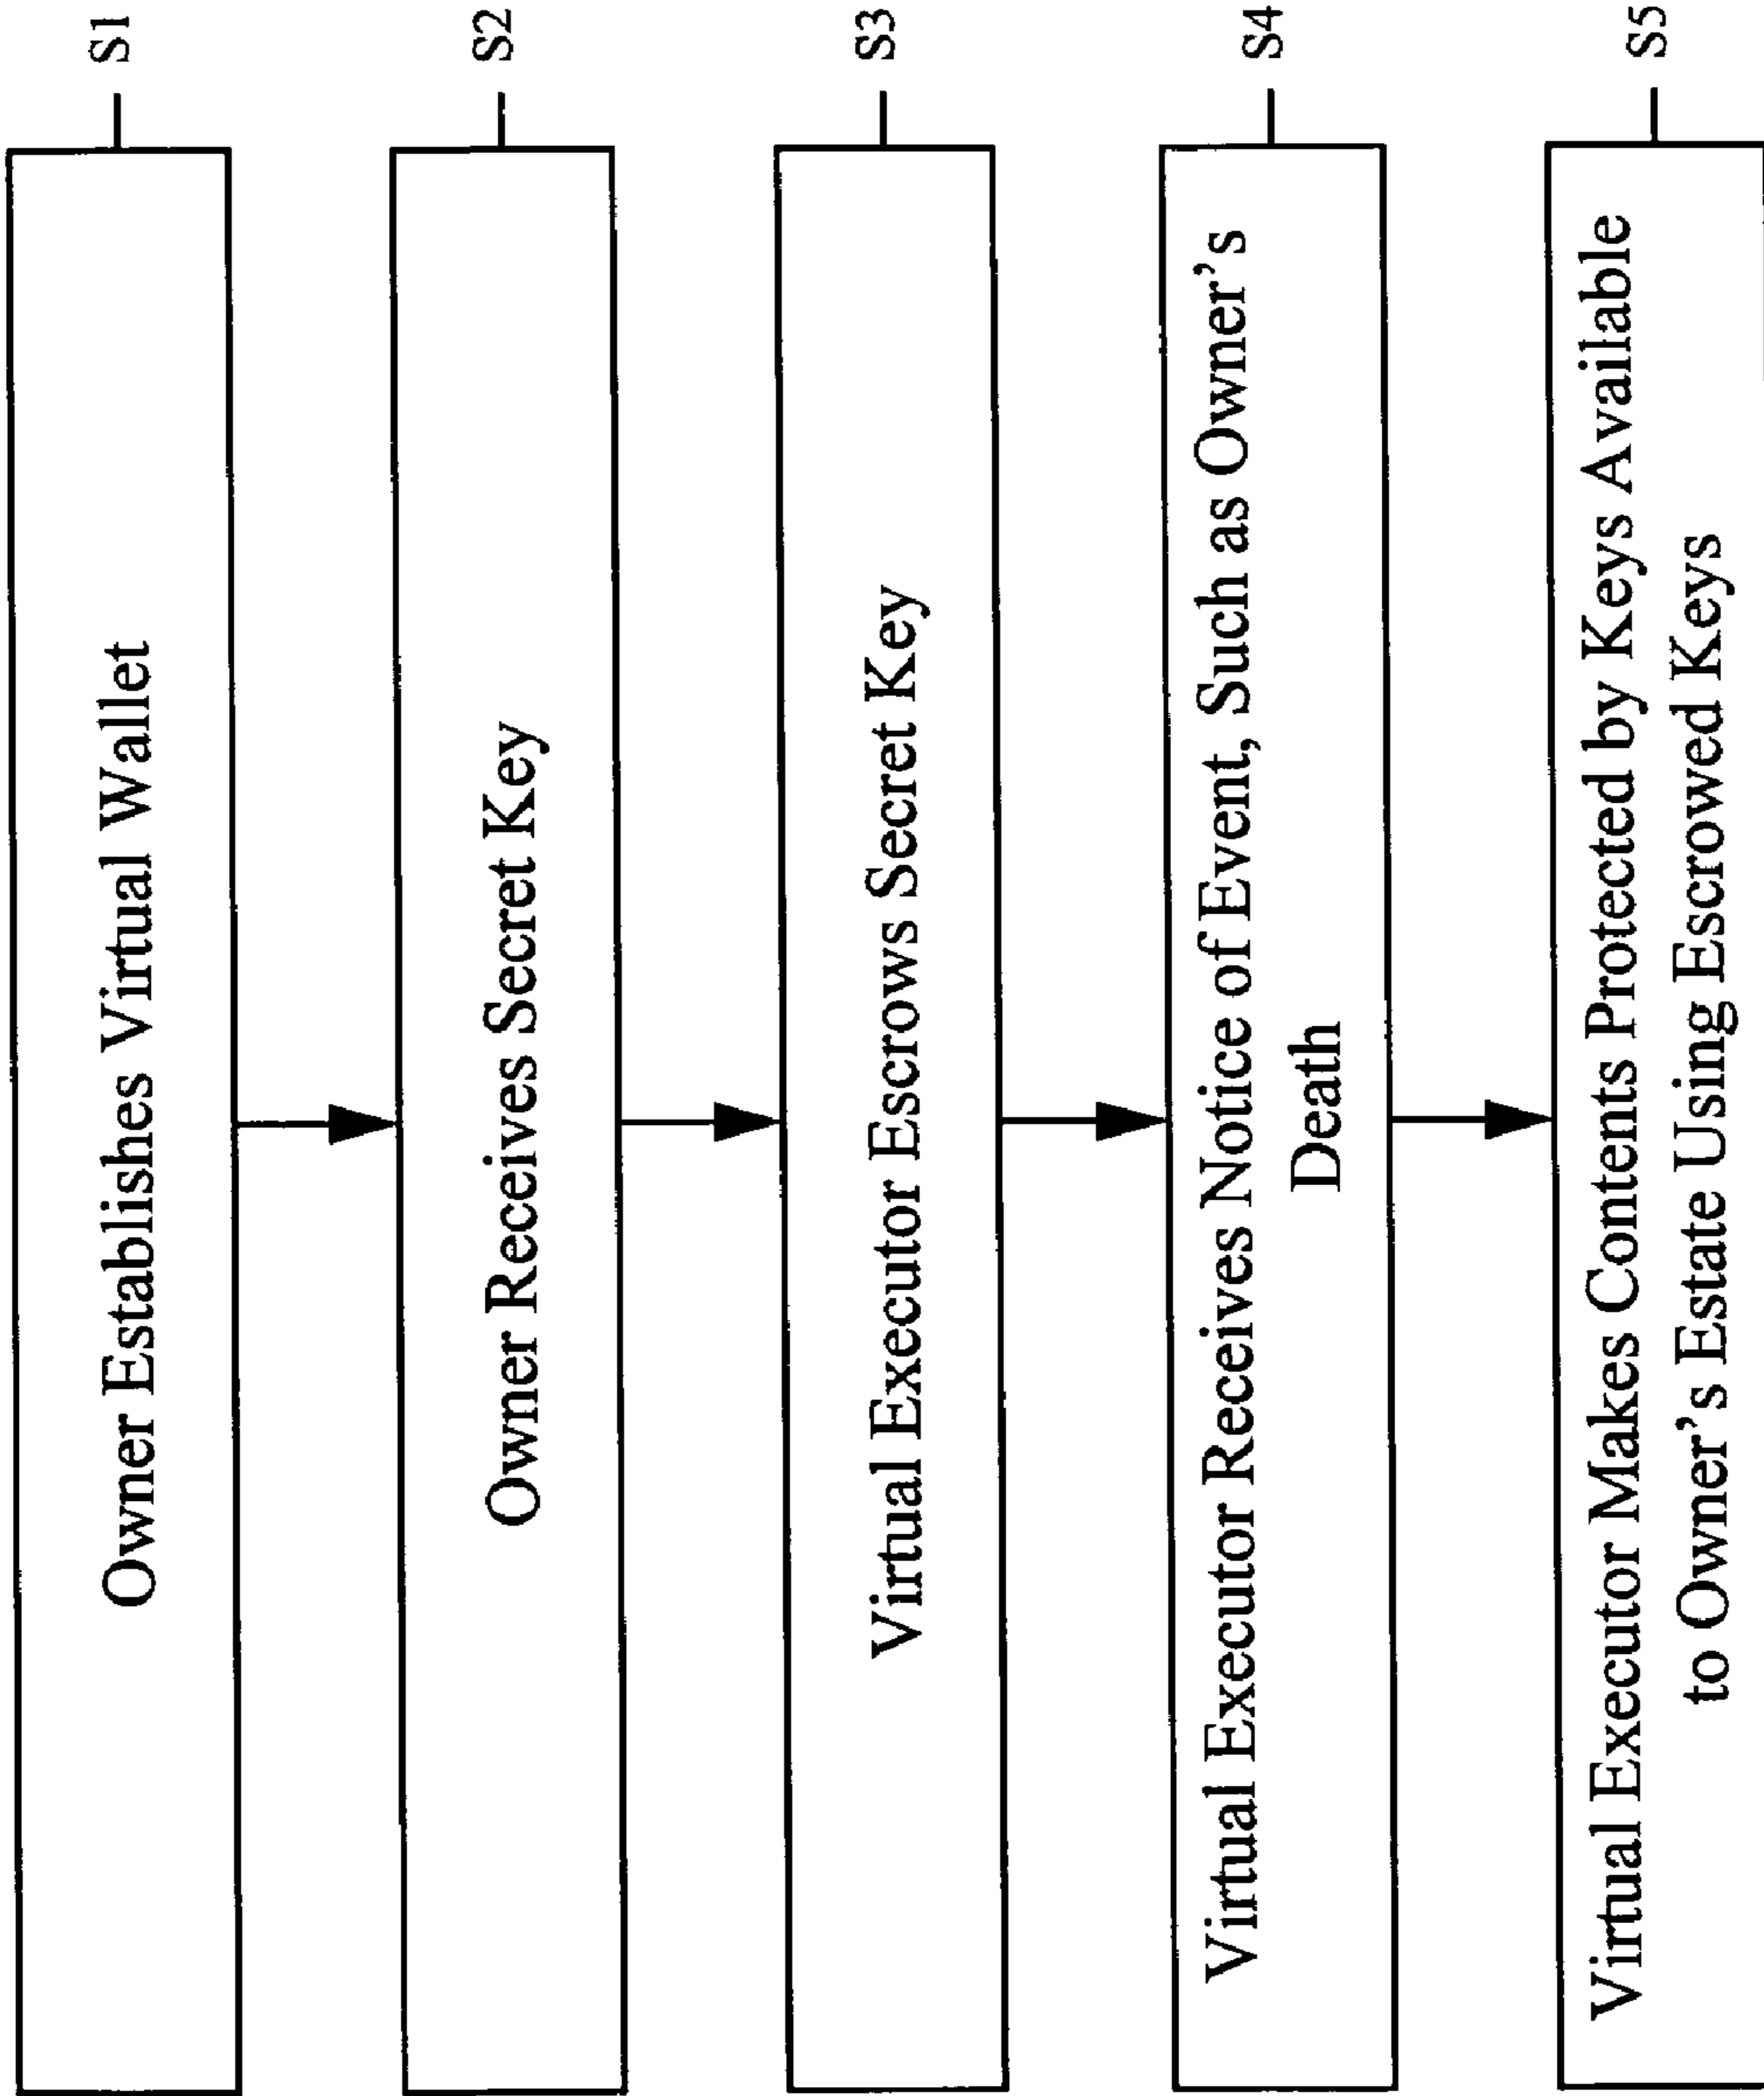 Owner Establishes Virtual Wallet
S1
Owner Receives Secret Key
S2
Virtual Executor Escrows Secret Key
S3
Virtual Executor Receives Notice of Event, Such as Owner's
Death
S4
Virtual Executor Makes Contents Protected by Keys Available
to Owner's Estate Using Escrowed Keys
S5